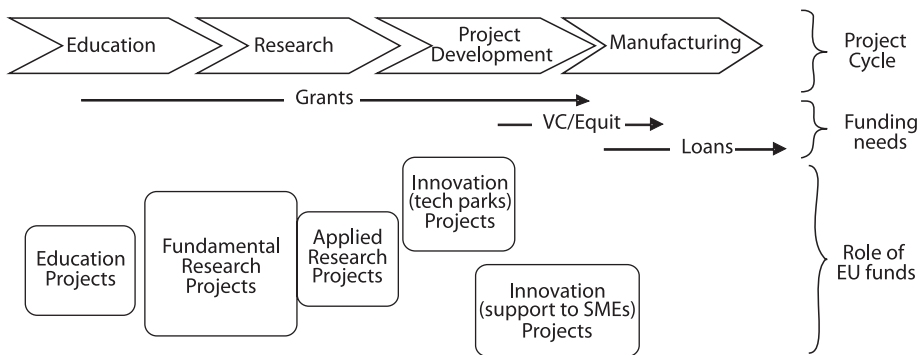 Education
Research
Project
Development
Manufacturing
Project
Cycle
Grants
VC/Equit
Loans
Funding
needs
Education
Projects
Fundamental
Research
Projects
Applied
Research
Projects
Innovation
(tech parks)
Projects
Innovation
(support to SMEs)
Projects
Role of
EU funds